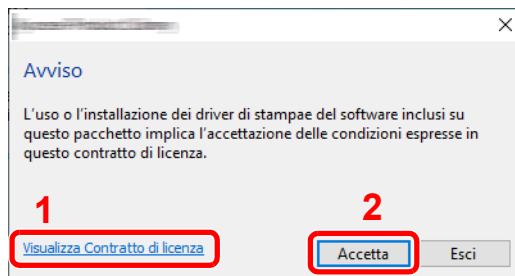 Avviso
L'uso o l'installazione dei driver di stampae del software inclusi su
questo pacchetto implica l'accettazione delle condizioni espresse in
questo contratto di licenza.
1
2
Visualizza Contratto di licenza
Accetta
Esci